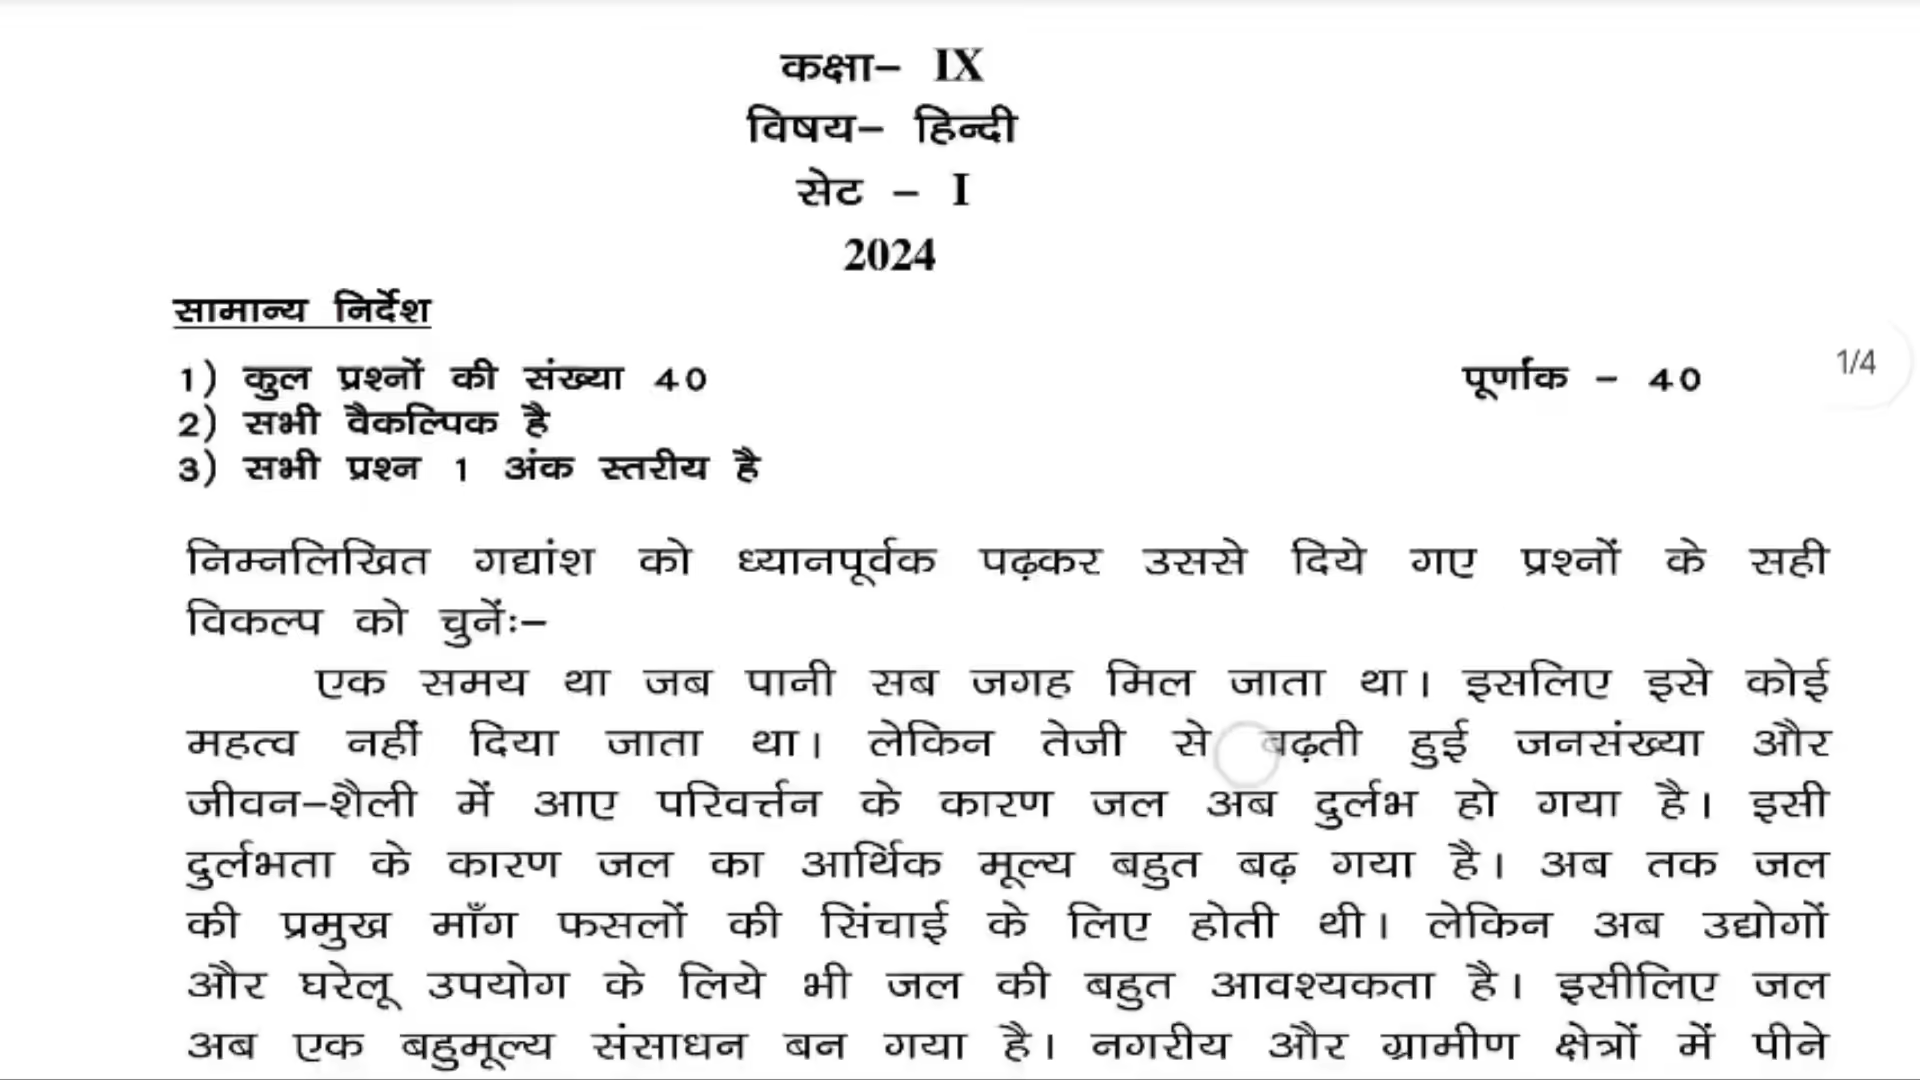 कक्षा– IX
विषय– हिन्दी
सेट – I
2024
सामान्य निर्देश
1) कुल प्रश्नों की संख्या 40 पूर्णांक – 40
1/4
2) सभी वैकल्पिक है
3) सभी प्रश्न 1 अंक स्तरीय है
निम्नलिखित गद्यांश को ध्यानपूर्वक पढ़कर उससे दिये गए प्रश्नों के सही
विकल्प को चुनेंः–
एक समय था जब पानी सब जगह मिल जाता था। इसलिए इसे कोई
महत्व नहीं दिया जाता था। लेकिन तेजी से बढ़ती हुई जनसंख्या और
जीवन–शैली में आए परिवर्त्तन के कारण जल अब दुर्लभ हो गया है। इसी
दुर्लभता के कारण जल का आर्थिक मूल्य बहुत बढ़ गया है। अब तक जल
की प्रमुख माँग फसलों की सिंचाई के लिए होती थी। लेकिन अब उद्योगों
और घरेलू उपयोग के लिये भी जल की बहुत आवश्यकता है। इसीलिए जल
अब एक बहुमूल्य संसाधन बन गया है। नगरीय और ग्रामीण क्षेत्रों में पीने